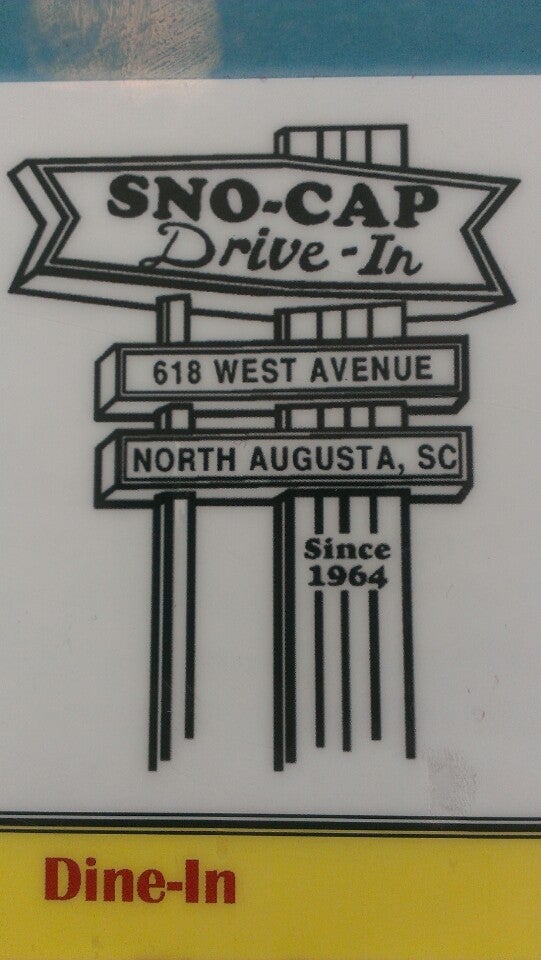 SNO-CAP
Drive-In
618 WEST AVENUE
NORTH AUGUSTA, SC
Since
1964
Dine-In